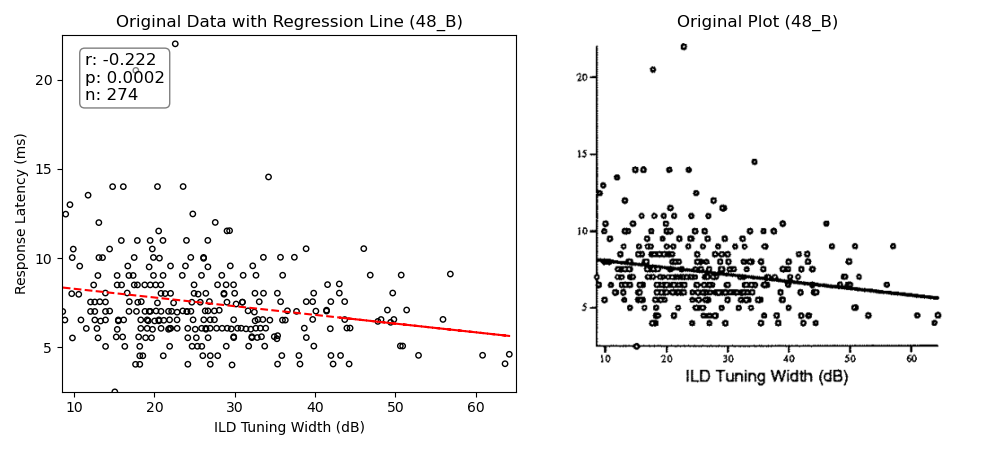 Original Data with Regression Line (48_B)
r: -0.222
p: 0.0002
n: 274
Response Latency (ms)
20
15
10
5
10 20 30 40 50 60
ILD Tuning Width (dB)
Original Plot (48_B)
20
15
10
5
10 20 30 40 50 60
ILD Tuning Width (dB)